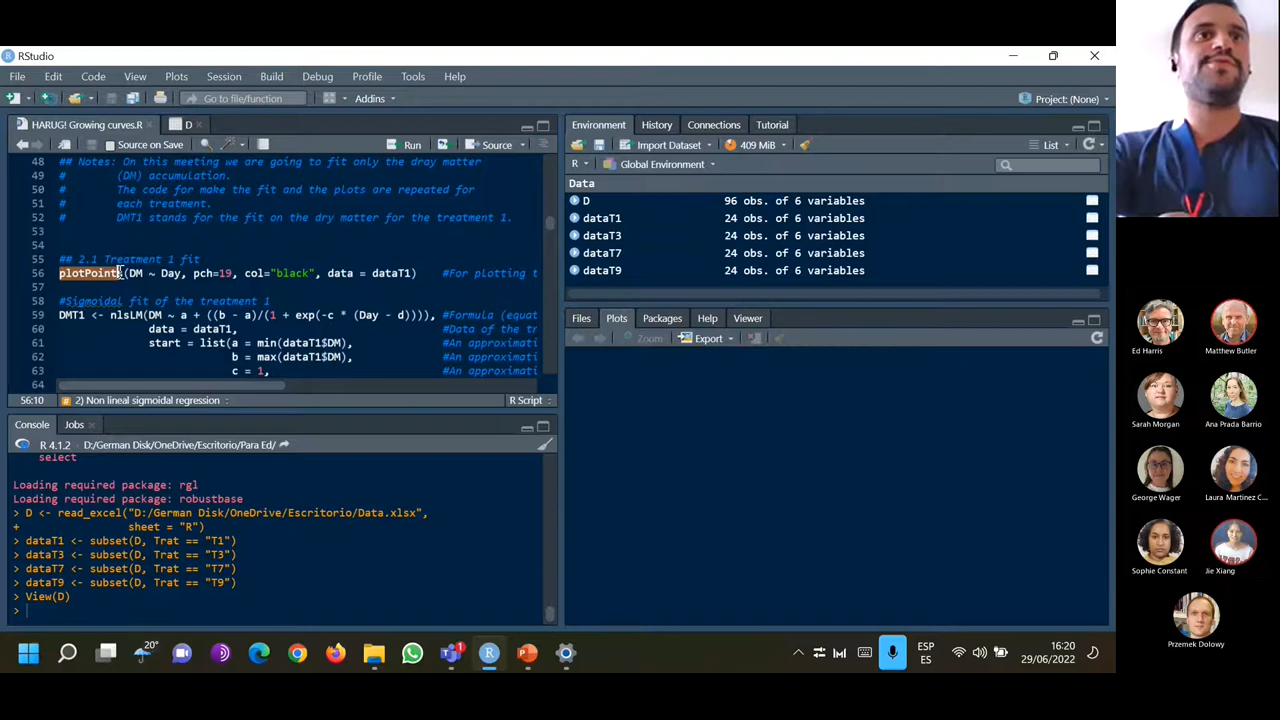 RStudio
File Edit Code View Plots Session Build Debug Profile Tools Help
Go to file/function Addins Project: (None)
HARUG! Growing curves.R D
Source on Save Run Source
48 ## Notes: On this meeting we are going to fit only the dray matter
49 # (DM) accumulation.
50 # The code for make the fit and the plots are repeated for
51 # each treatment.
52 # DMT1 stands for the fit on the dry matter for the treatment 1.
53
54
55 ## 2.1 Treatment 1 fit
56 plotPoints(DM ~ Day, pch=19, col="black", data = dataT1) #For plotting t
57
58 #Sigmoidal fit of the treatment 1
59 DMT1 <- nlsLM(DM ~ a + ((b - a)/(1 + exp(-c * (Day - d)))), #Formula (equat
60 data = dataT1, #Data of the tr
61 start = list(a = min(dataT1$DM), #An approximati
62 b = max(dataT1$DM), #An approximati
63 c = 1, #An approximati
64
56:10 # 2) Non lineal sigmoidal regression R Script
Console Jobs
R 4.1.2 · D:/German Disk/OneDrive/Escritorio/Para Ed/
select
Loading required package: rgl
Loading required package: robustbase
> D <- read_excel("D:/German Disk/OneDrive/Escritorio/Data.xlsx",
+ sheet = "R")
> dataT1 <- subset(D, Trat == "T1")
> dataT3 <- subset(D, Trat == "T3")
> dataT7 <- subset(D, Trat == "T7")
> dataT9 <- subset(D, Trat == "T9")
> View(D)
>
Environment History Connections Tutorial
Import Dataset 409 MiB List
R Global Environment
Data
D 96 obs. of 6 variables
dataT1 24 obs. of 6 variables
dataT3 24 obs. of 6 variables
dataT7 24 obs. of 6 variables
dataT9 24 obs. of 6 variables
Files Plots Packages Help Viewer
Zoom Export
Ed Harris Matthew Butler
Sarah Morgan Ana Prada Barrio
George Wager Laura Martinez C...
Sophie Constant Jie Xiang
Przemek Dolowy
20° 1
ESP
ES
16:20
29/06/2022